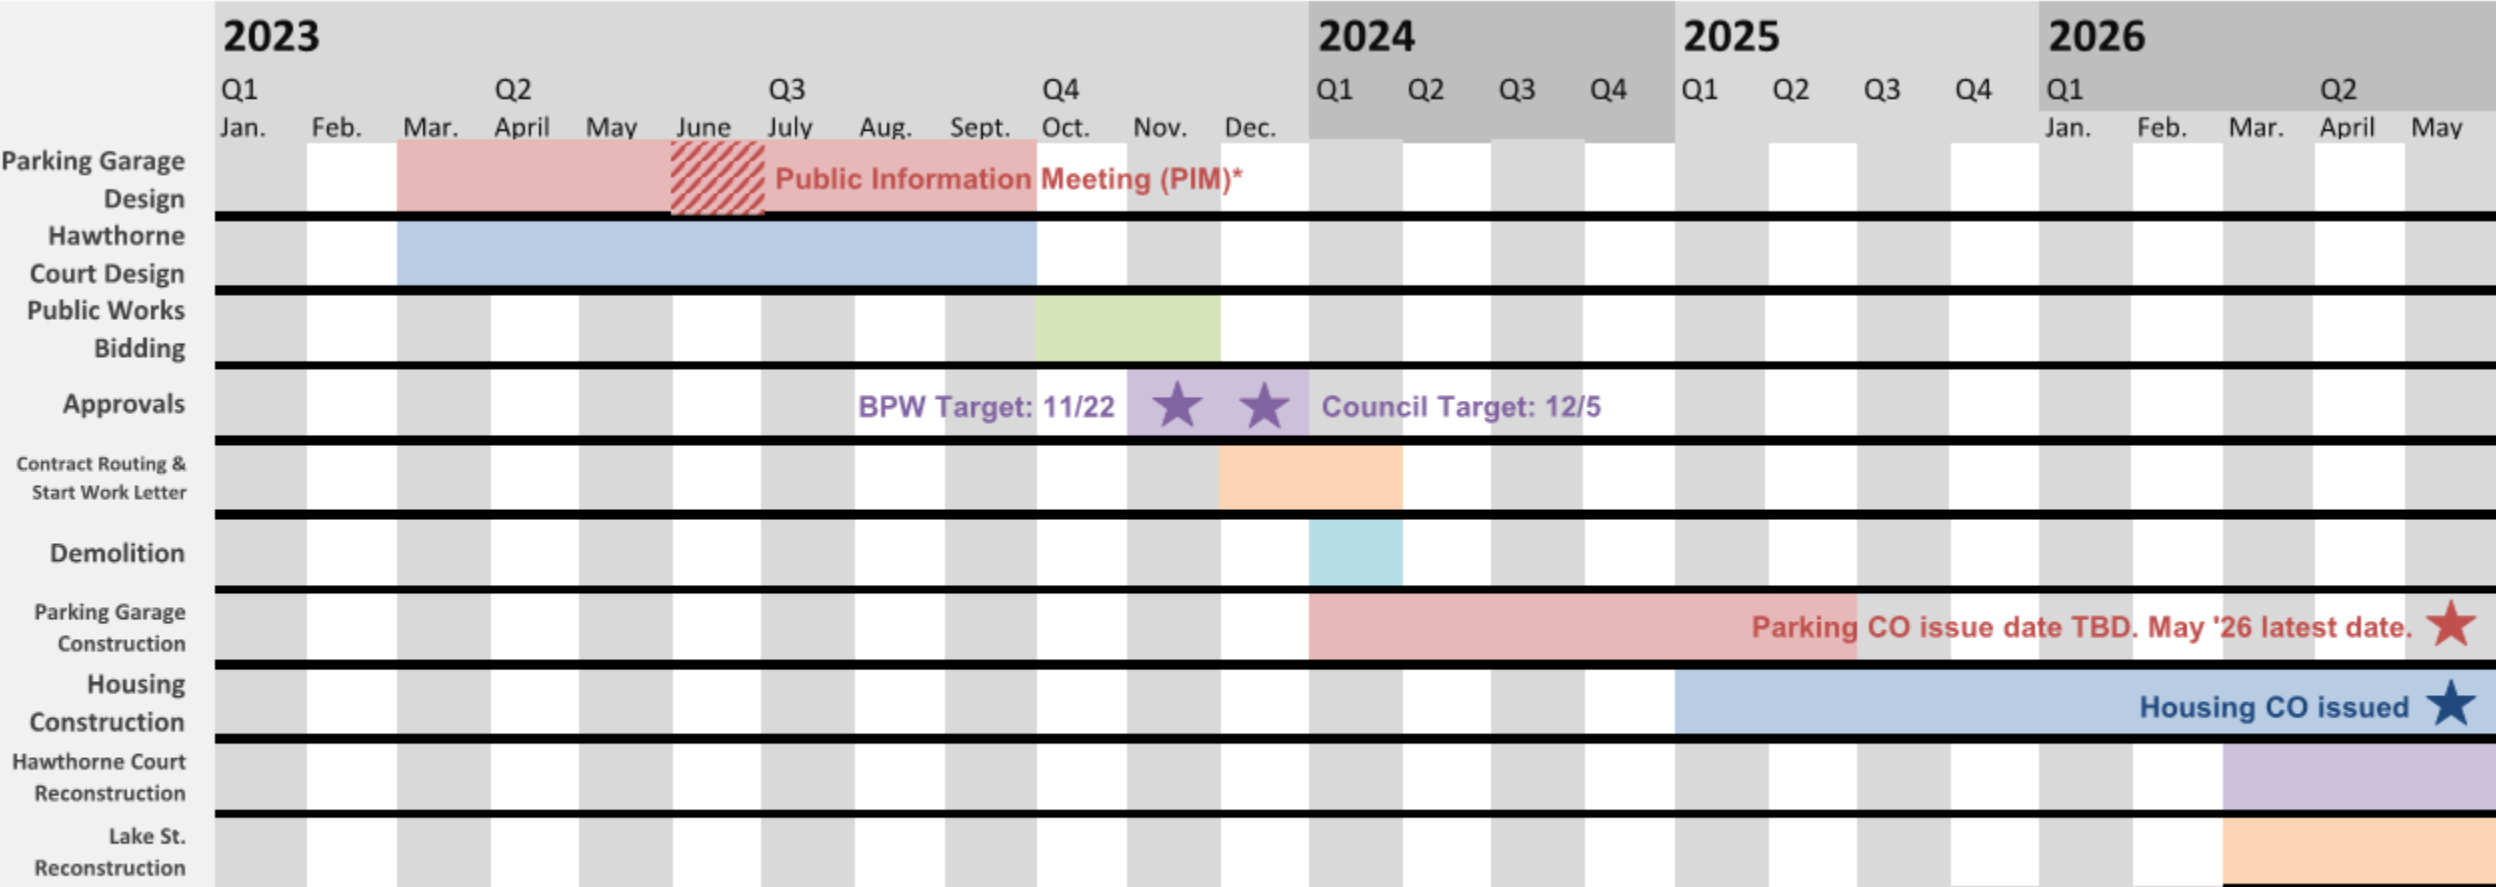 2023 2024 2025 2026
Q1 Q2 Q3 Q4 Q1 Q2 Q3 Q4 Q1 Q2 Q3 Q4 Q1 Q2
Jan. Feb. Mar. April May June July Aug. Sept. Oct. Nov. Dec. Jan. Feb. Mar. April May
Parking Garage
Design
Public Information Meeting (PIM)*
Hawthorne
Court Design
Public Works
Bidding
Approvals
BPW Target: 11/22
Council Target: 12/5
Contract Routing &
Start Work Letter
Demolition
Parking Garage
Construction
Parking CO issue date TBD. May '26 latest date.
Housing
Construction
Housing CO issued
Hawthorne Court
Reconstruction
Lake St.
Reconstruction